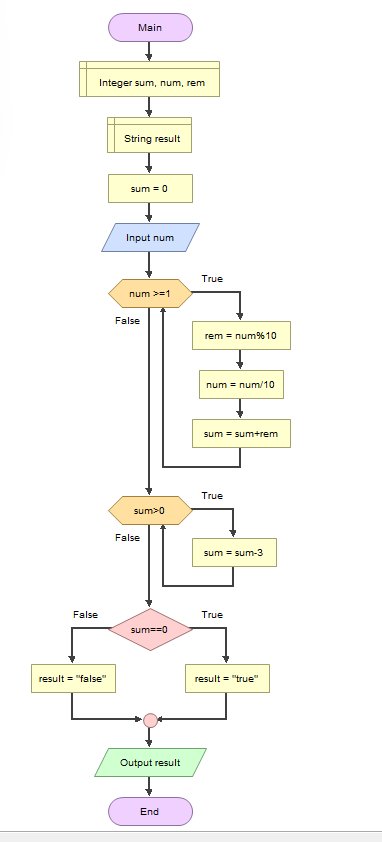 Main
Integer sum, num, rem
String result
sum = 0
Input num
num >=1
True
False
rem = num%10
num = num/10
sum = sum+rem
sum>0
True
False
sum = sum-3
sum==0
False
True
result = "false"
result = "true"
Output result
End